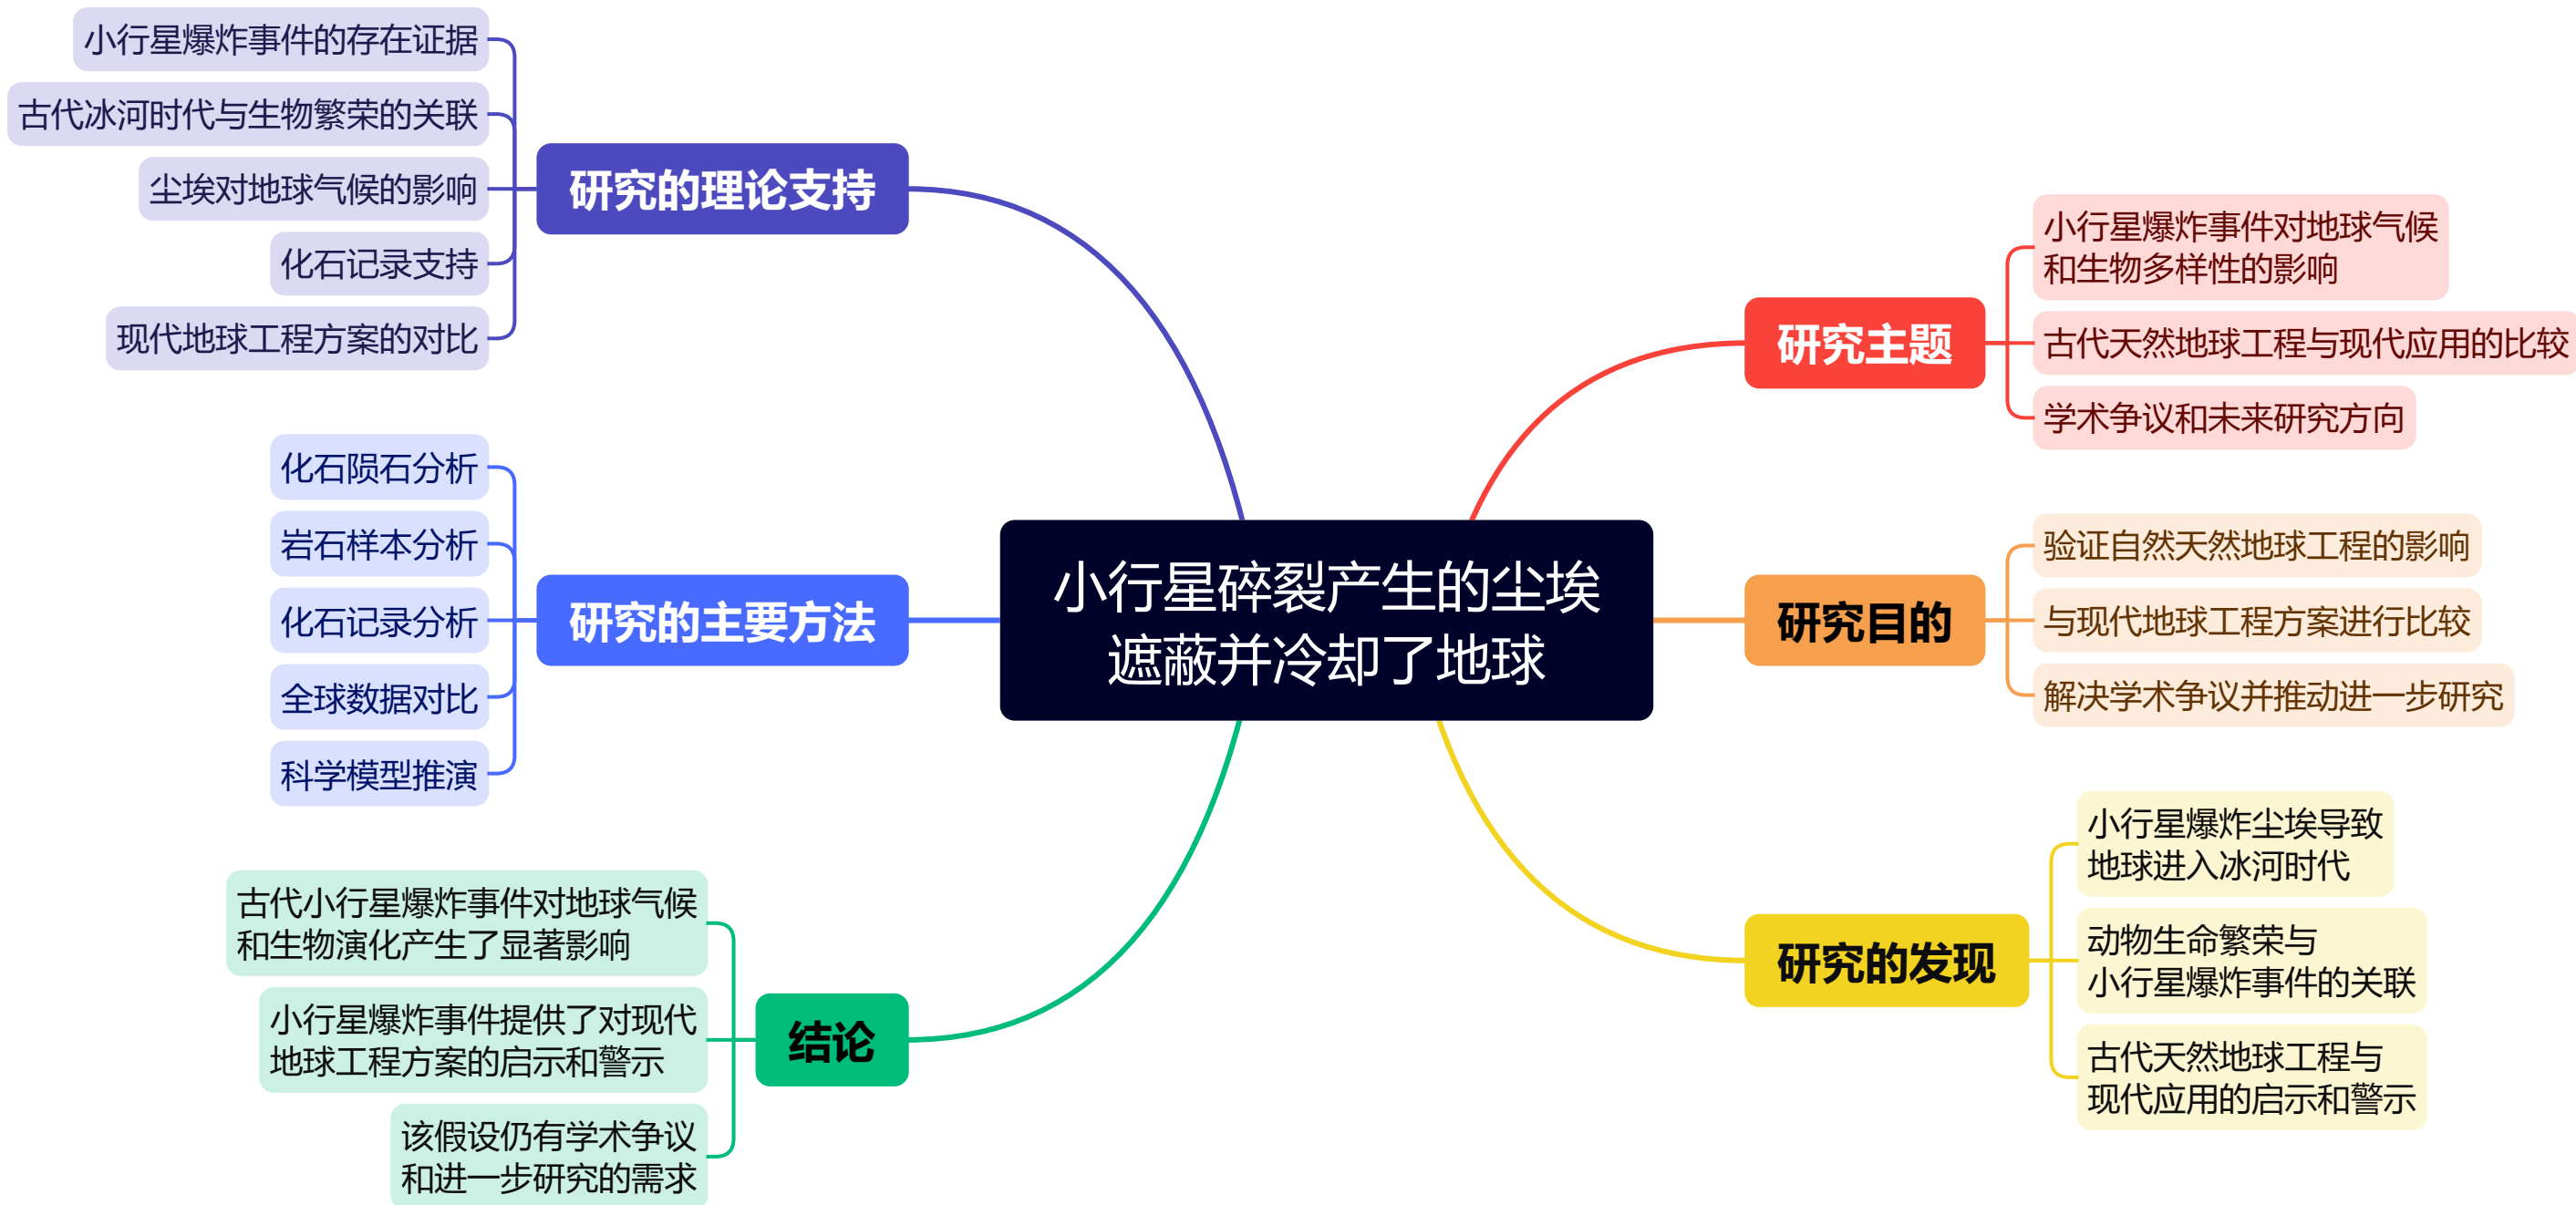 小行星碎裂产生的尘埃
遮蔽并冷却了地球
研究主题
小行星爆炸事件对地球气候
和生物多样性的影响
古代天然地球工程与现代应用的比较
学术争议和未来研究方向
研究目的
验证自然天然地球工程的影响
与现代地球工程方案进行比较
解决学术争议并推动进一步研究
研究的发现
小行星爆炸尘埃导致
地球进入冰河时代
动物生命繁荣与
小行星爆炸事件的关联
古代天然地球工程与
现代应用的启示和警示
研究的理论支持
小行星爆炸事件的存在证据
古代冰河时代与生物繁荣的关联
尘埃对地球气候的影响
化石记录支持
现代地球工程方案的对比
研究的主要方法
化石陨石分析
岩石样本分析
化石记录分析
全球数据对比
科学模型推演
结论
古代小行星爆炸事件对地球气候
和生物演化产生了显著影响
小行星爆炸事件提供了对现代
地球工程方案的启示和警示
该假设仍有学术争议
和进一步研究的需求